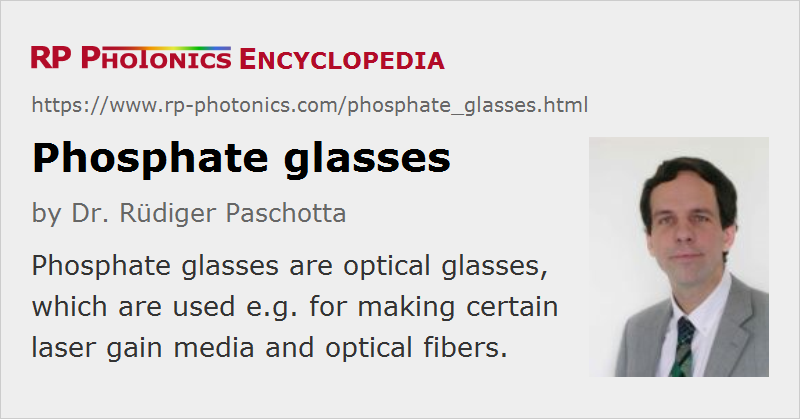 RP PHOTONICS ENCYCLOPEDIA
https://www.rp-photonics.com/phosphate_glasses.html
Phosphate glasses
by Dr. Rüdiger Paschotta
Phosphate glasses are optical glasses,
which are used e.g. for making certain
laser gain media and optical fibers.